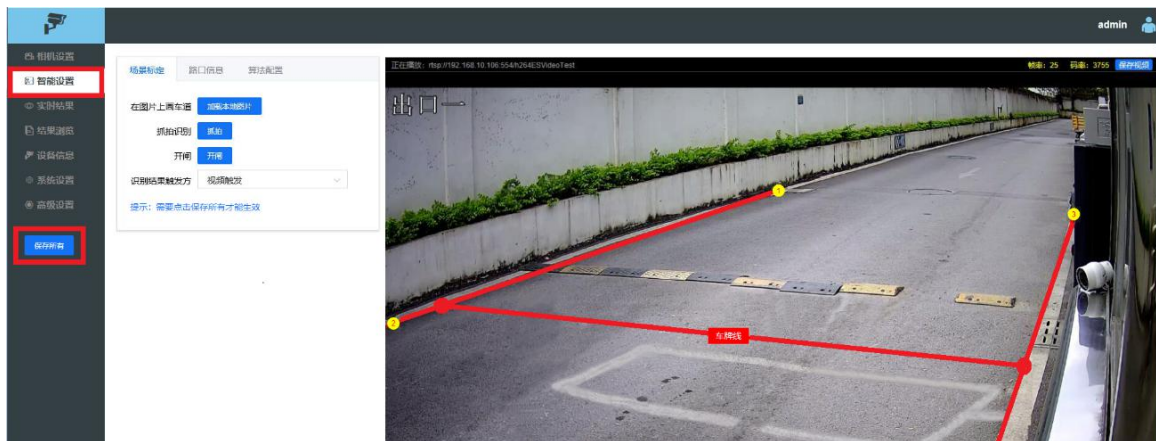 admin
相机设置
智能设置
实时结果
结果浏览
设备信息
系统设置
高级设置
保存所有
场景标定 路口信息 算法配置
在图片上画车道 加载本地图片
抓拍识别 抓拍
开闸 开闸
识别结果触发方 视频触发
提示：需要点击保存所有才能生效
正在播放：rtsp://192.168.10.106:554/h264ESVideoTest 帧率：25 码率：3755 保存视频
出口一
1
3
2
车牌线